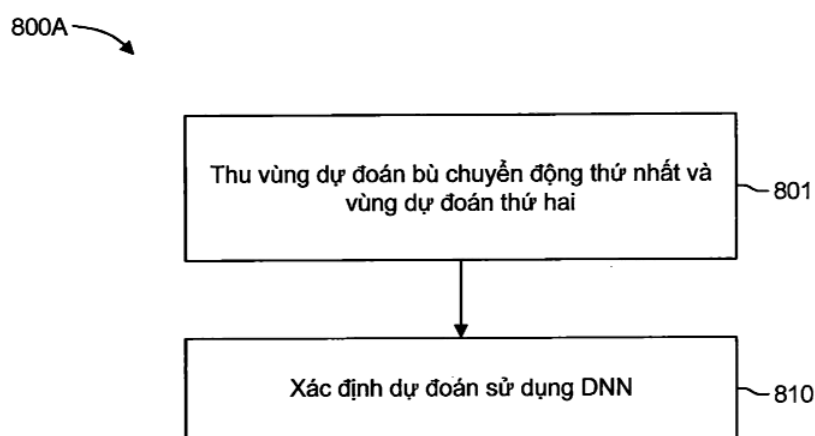 800A
Thu vùng dự đoán bù chuyển động thứ nhất và
vùng dự đoán thứ hai
801
Xác định dự đoán sử dụng DNN
810